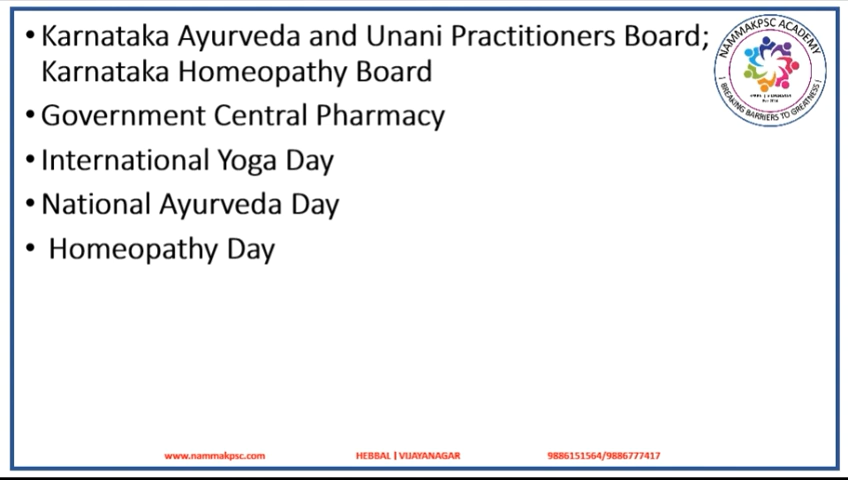 • Karnataka Ayurveda and Unani Practitioners Board;
Karnataka Homeopathy Board
• Government Central Pharmacy
• International Yoga Day
• National Ayurveda Day
• Homeopathy Day
NAMMAKPSC ACADEMY
| BREAKING BARRIERS TO GREATNESS |
www.nammakpsc.com
HEBBAL | VIJAYANAGAR
9886151564/9886777417